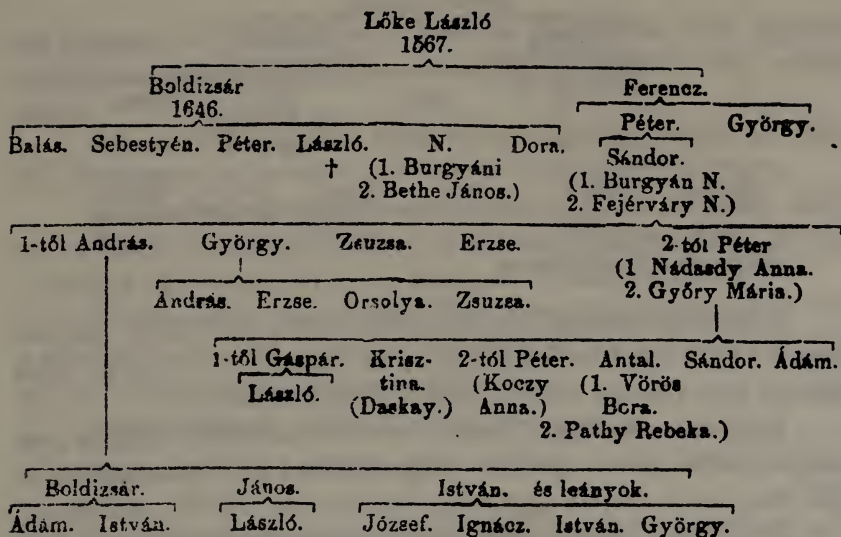 Lőke László
1567.
Boldizsár Ferencz.
1646. Péter. György.
Balás. Sebestyén. Péter. László. N. Dora. Sándor.
† (1. Burgyáni (1. Burgyán N.
2. Bethe János.) 2. Fejérváry N.)
1-től András. György. Zsuzsa. Erzse. 2-tól Péter
(1 Nádasdy Anna.
András. Erzse. Orsolya. Zsuzsa. 2. Győry Mária.)
1-től Gáspár. Krisz- 2-tól Péter. Antal. Sándor. Ádám.
László. tina. (Koczy (1. Vörös
(Daskay.) Anna.) Bora.
2. Pathy Rebeka.)
Boldizsár. János. István. és leányok.
Ádám. István. László. József. Ignácz. István. György.